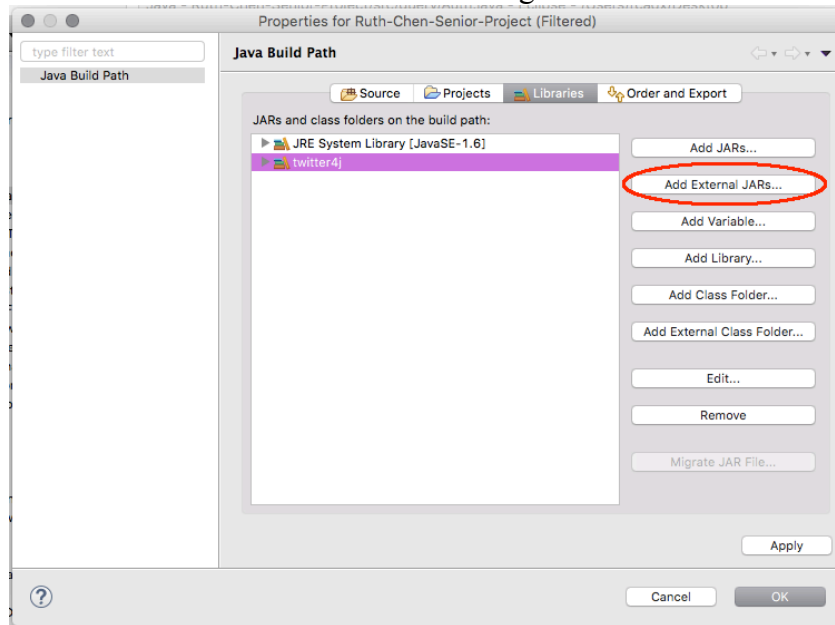 Properties for Ruth-Chen-Senior-Project (Filtered)
type filter text
Java Build Path
Java Build Path
Source
Projects
Libraries
Order and Export
JARs and class folders on the build path:
JRE System Library [JavaSE-1.6]
twitter4j
Add JARs...
Add External JARs...
Add Variable...
Add Library...
Add Class Folder...
Add External Class Folder...
Edit...
Remove
Migrate JAR File...
Apply
?
Cancel
OK